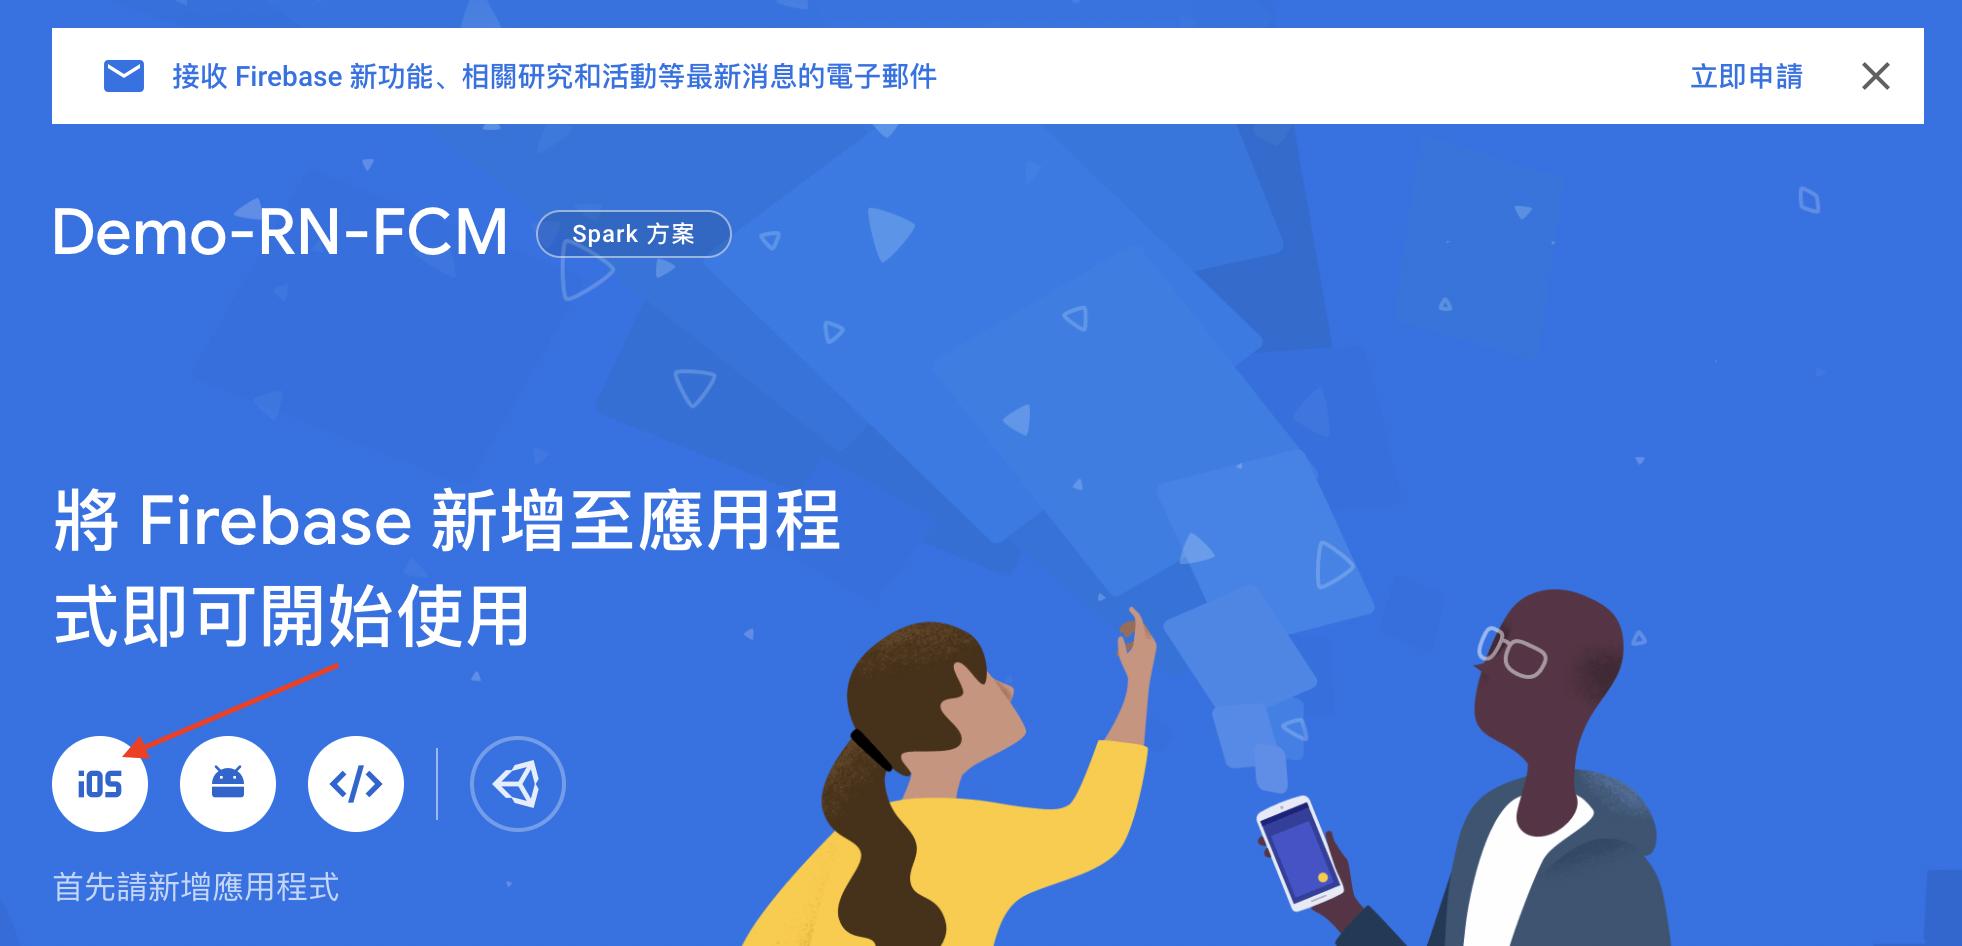 接收 Firebase 新功能、相關研究和活動等最新消息的電子郵件
立即申請
Demo-RN-FCM
Spark 方案
將 Firebase 新增至應用程
式即可開始使用
iOS
首先請新增應用程式